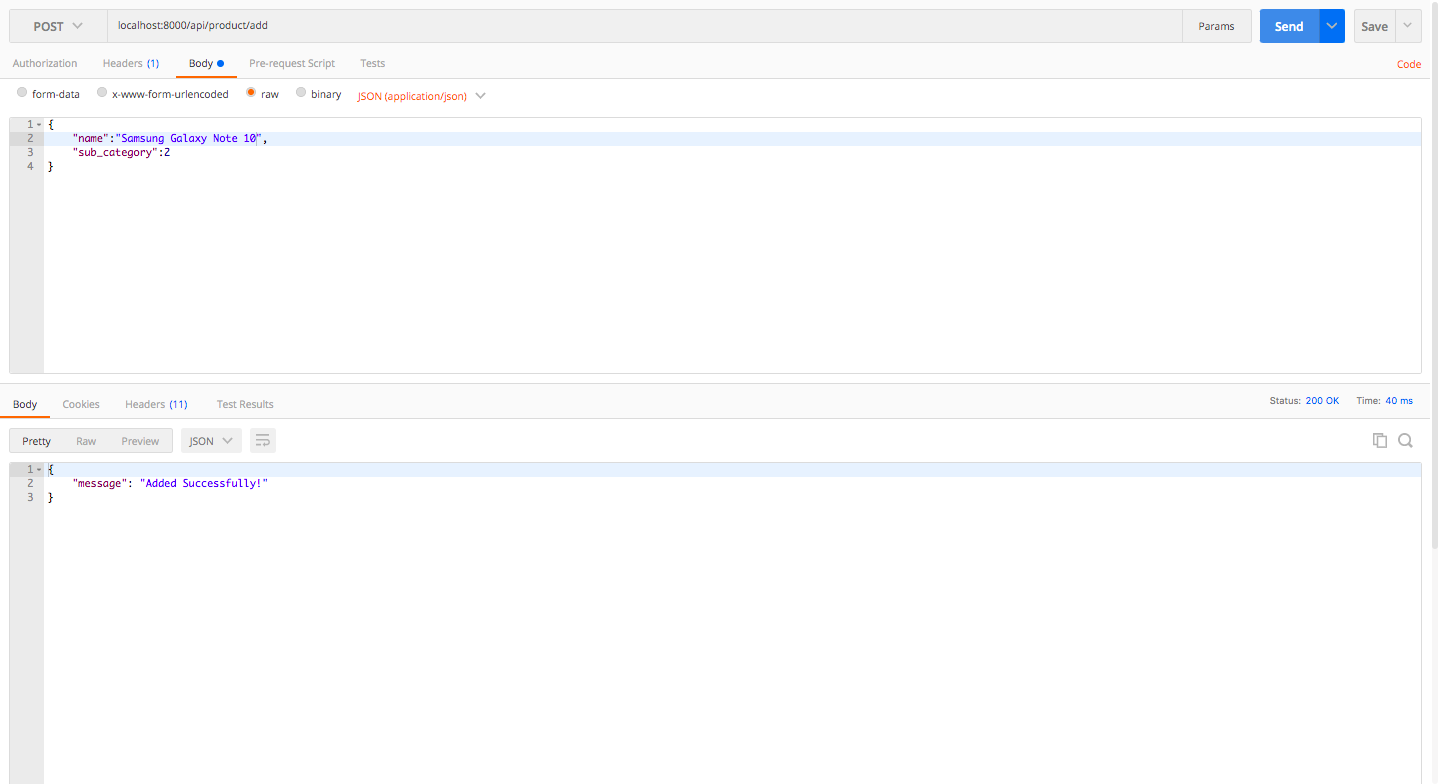 POST localhost:8000/api/product/add Params Send Save
Authorization Headers (1) Body Pre-request Script Tests Code
form-data x-www-form-urlencoded raw binary JSON (application/json)
1 {
2 "name":"Samsung Galaxy Note 10",
3 "sub_category":2
4 }
Body Cookies Headers (11) Test Results Status: 200 OK Time: 40 ms
Pretty Raw Preview JSON
1 {
2 "message": "Added Successfully!"
3 }